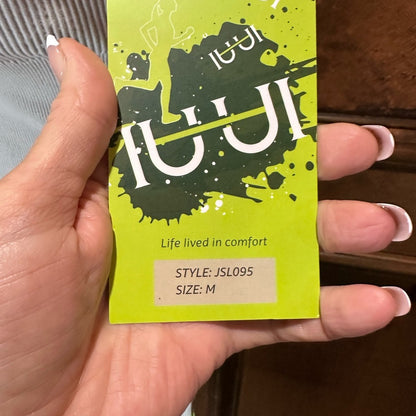 IUUI
IUUI
Life lived in comfort
STYLE: JSL095
SIZE: M